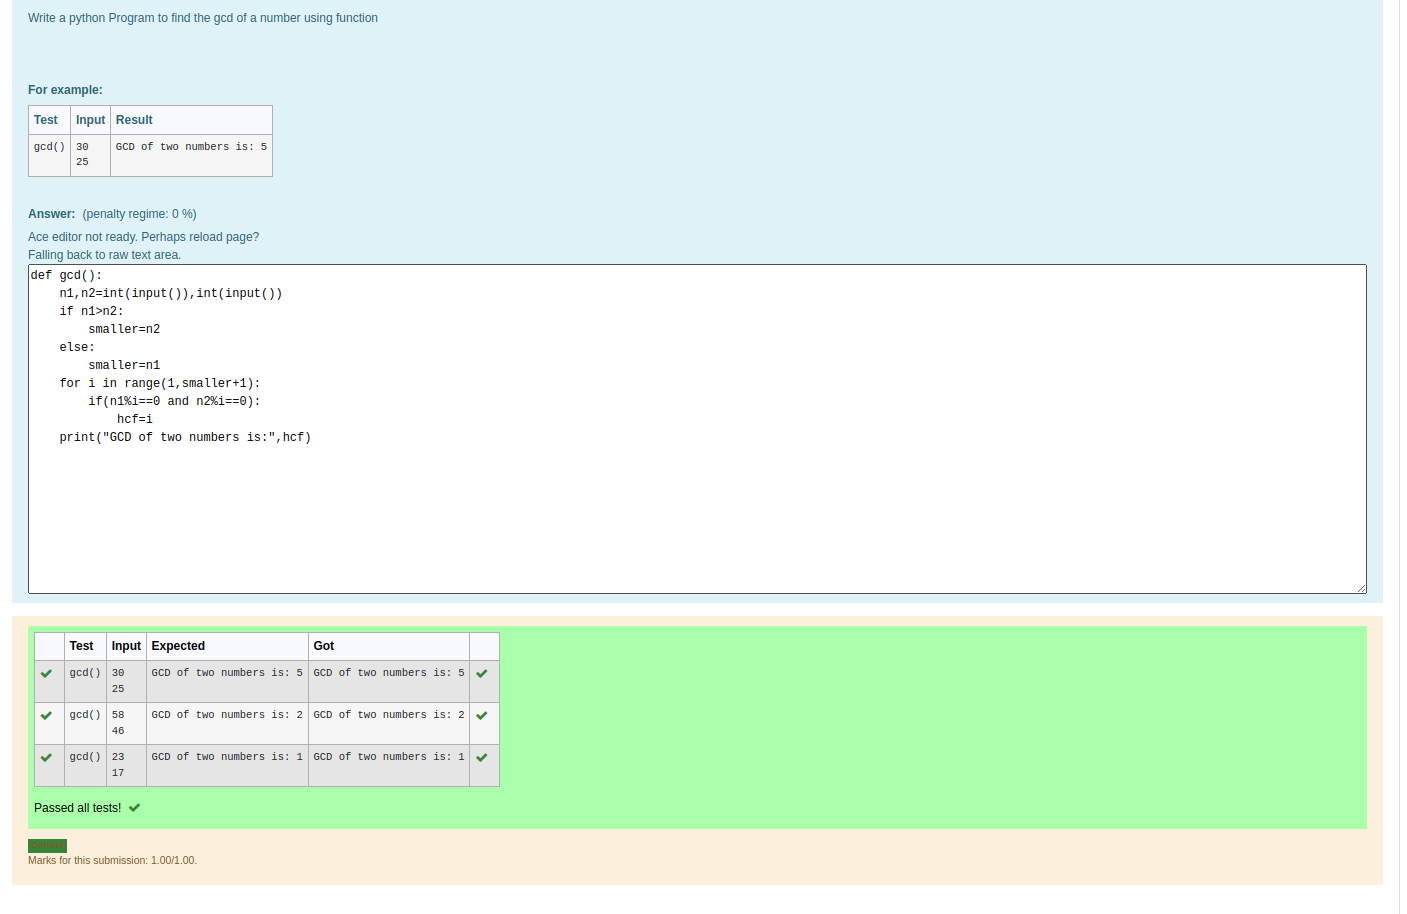 Write a python Program to find the gcd of a number using function
For example:
Test Input Result
gcd() 30 GCD of two numbers is: 5
25
Answer: (penalty regime: 0 %)
Ace editor not ready. Perhaps reload page?
Falling back to raw text area.
def gcd():
    n1,n2=int(input()),int(input())
    if n1>n2:
        smaller=n2
    else:
        smaller=n1
    for i in range(1,smaller+1):
        if(n1%i==0 and n2%i==0):
            hcf=i
    print("GCD of two numbers is:",hcf)
Test Input Expected Got
gcd() 30 GCD of two numbers is: 5 GCD of two numbers is: 5
25
gcd() 58 GCD of two numbers is: 2 GCD of two numbers is: 2
46
gcd() 23 GCD of two numbers is: 1 GCD of two numbers is: 1
17
Passed all tests!
Correct
Marks for this submission: 1.00/1.00.